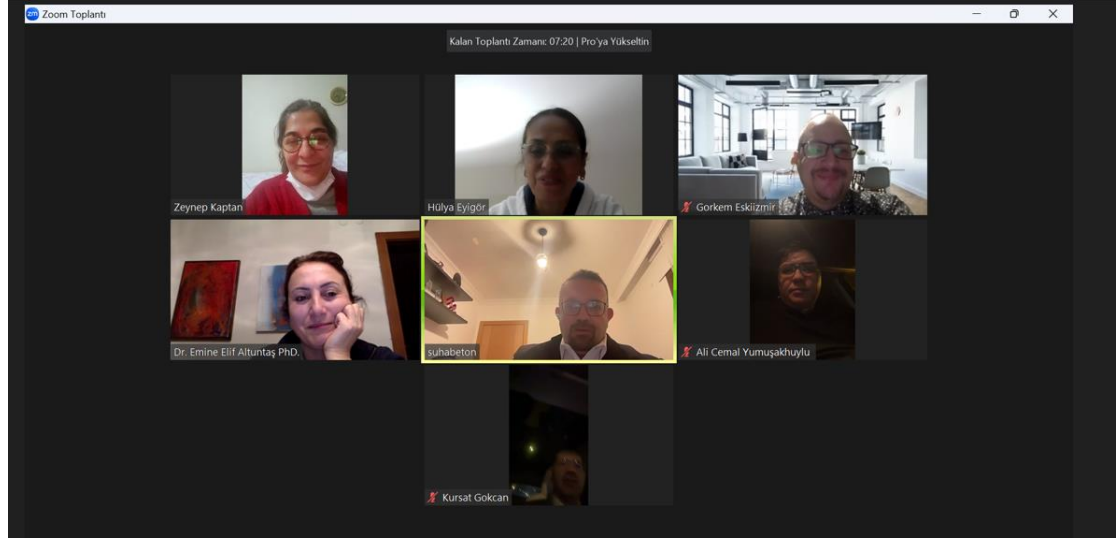 zm Zoom Toplantı
Kalan Toplantı Zamanı: 07:20 | Pro'ya Yükseltin
Zeynep Kaptan
Hülya Eyigör
Gorkem Eskiizmir
Dr. Emine Elif Altuntaş PhD.
suhabeton
Ali Cemal Yumuşakhuylu
Kursat Gokcan